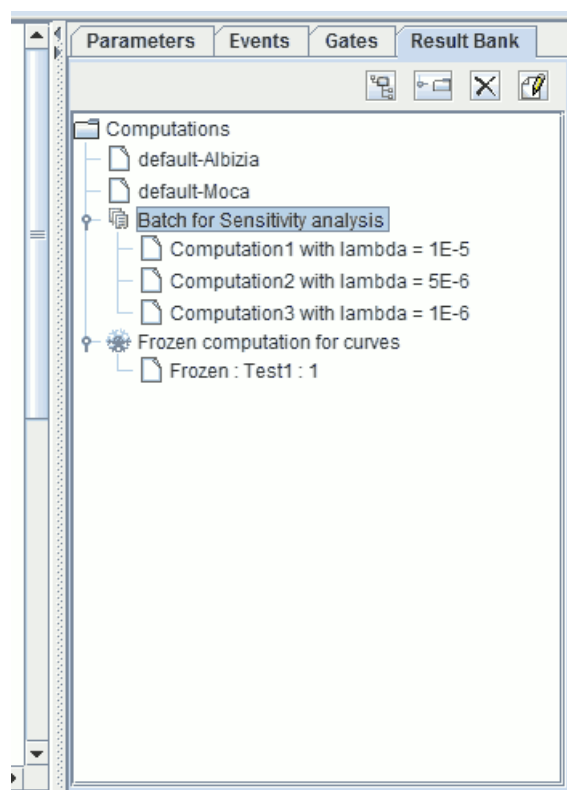 Parameters Events Gates Result Bank
Computations
default-Albizia
default-Moca
Batch for Sensitivity analysis
Computation1 with lambda = 1E-5
Computation2 with lambda = 5E-6
Computation3 with lambda = 1E-6
Frozen computation for curves
Frozen : Test1 : 1